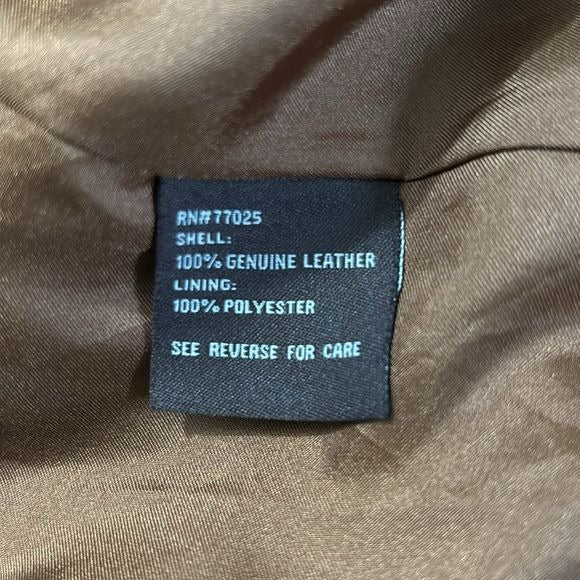 RN#77025
SHELL:
100% GENUINE LEATHER
LINING:
100% POLYESTER
SEE REVERSE FOR CARE